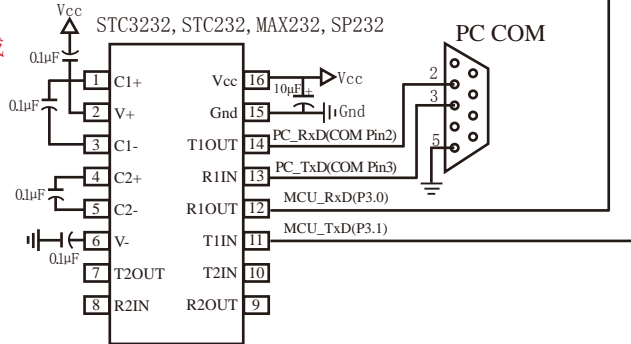 Vcc
STC3232, STC232, MAX232, SP232
PC COM
0.1μF
0.1μF
1 C1+ Vcc 16 Vcc
10μF +
2 V+ Gnd 15 Gnd
3 C1- T1OUT 14 PC_RxD(COM Pin2)
4 C2+ R1IN 13 PC_TxD(COM Pin3)
0.1μF
5 C2- R1OUT 12 MCU_RxD(P3.0)
6 V- T1IN 11 MCU_TxD(P3.1)
0.1μF
7 T2OUT T2IN 10
8 R2IN R2OUT 9
2
3
5